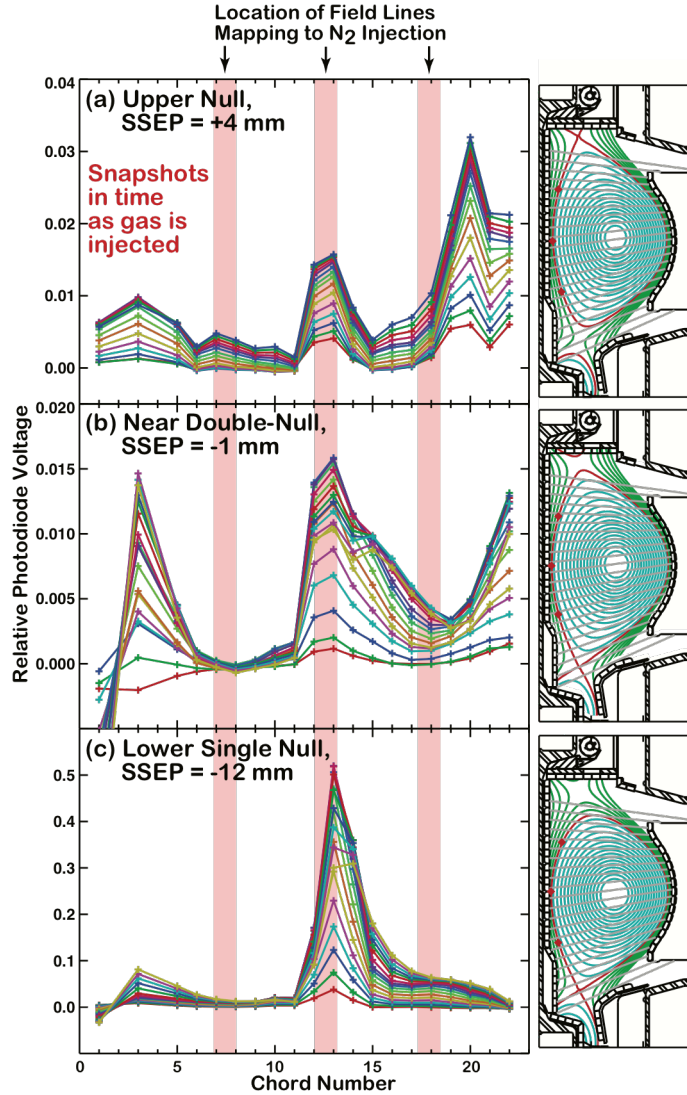 Location of Field Lines
Mapping to N2 Injection
0.04
0.03
0.02
0.01
0.00
(a) Upper Null,
SSEP = +4 mm
Snapshots
in time
as gas is
injected
Relative Photodiode Voltage
0.020
0.015
0.010
0.005
0.000
(b) Near Double-Null,
SSEP = -1 mm
0.5
0.4
0.3
0.2
0.1
0.0
(c) Lower Single Null,
SSEP = -12 mm
0 5 10 15 20
Chord Number